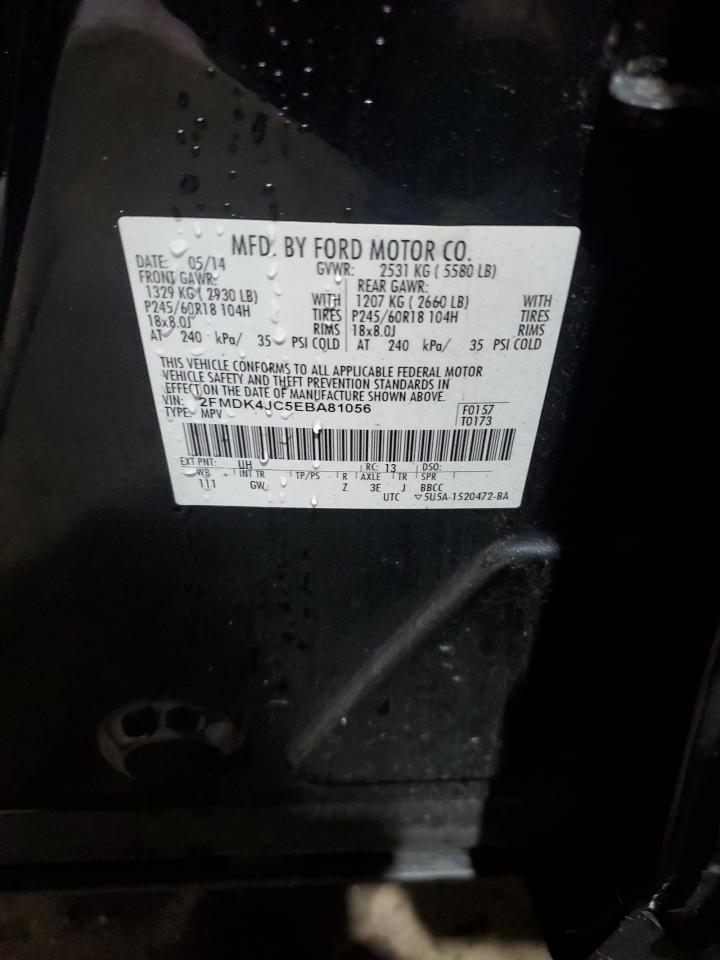 MFD. BY FORD MOTOR CO.
DATE: 05/14 GVWR: 2531 KG ( 5580 LB)
FRONT GAWR: REAR GAWR:
1329 KG ( 2930 LB) WITH 1207 KG ( 2660 LB) WITH
P245/60R18 104H TIRES P245/60R18 104H TIRES
18x8.0J RIMS 18x8.0J RIMS
AT 240 kPa/ 35 PSI COLD AT 240 kPa/ 35 PSI COLD
THIS VEHICLE CONFORMS TO ALL APPLICABLE FEDERAL MOTOR
VEHICLE SAFETY AND THEFT PREVENTION STANDARDS IN
EFFECT ON THE DATE OF MANUFACTURE SHOWN ABOVE.
VIN: 2FMDK4JC5EBA81056 F0157
TYPE: MPV T0173
EXT PNT: UH RC: 13 DSO:
WB INT TR TP/PS R AXLE TR SPR
111 GW Z 3E J BBCC
UTC ▽5U5A-1520472-BA